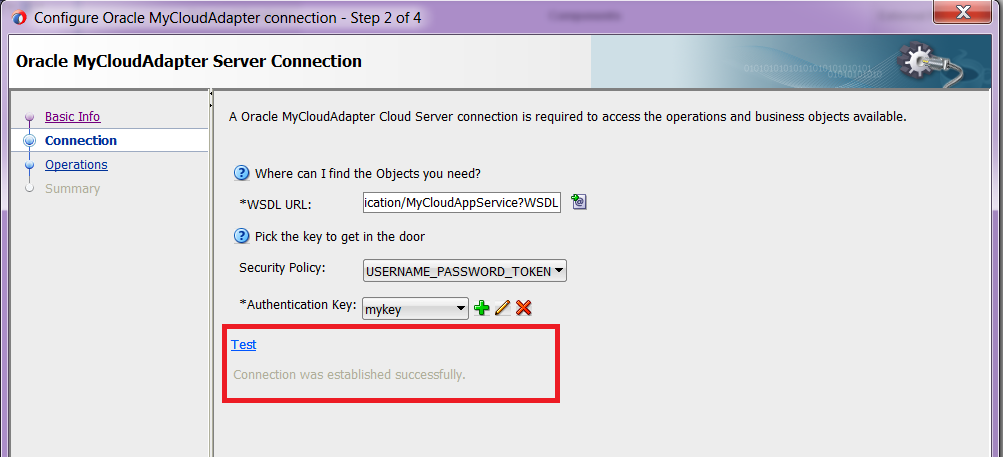 Configure Oracle MyCloudAdapter connection - Step 2 of 4
Oracle MyCloudAdapter Server Connection
Basic Info
Connection
Operations
Summary
A Oracle MyCloudAdapter Cloud Server connection is required to access the operations and business objects available.
Where can I find the Objects you need?
*WSDL URL: ication/MyCloudAppService?WSDL
Pick the key to get in the door
Security Policy: USERNAME_PASSWORD_TOKEN
*Authentication Key: mykey
Test
Connection was established successfully.